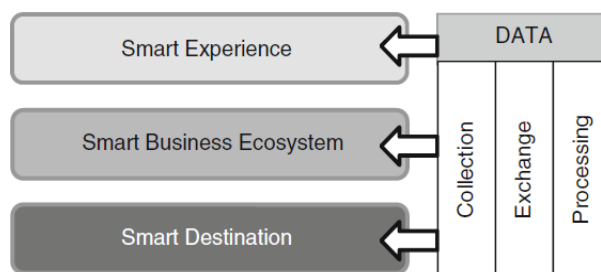 Smart Experience
Smart Business Ecosystem
Smart Destination
DATA
Collection
Exchange
Processing